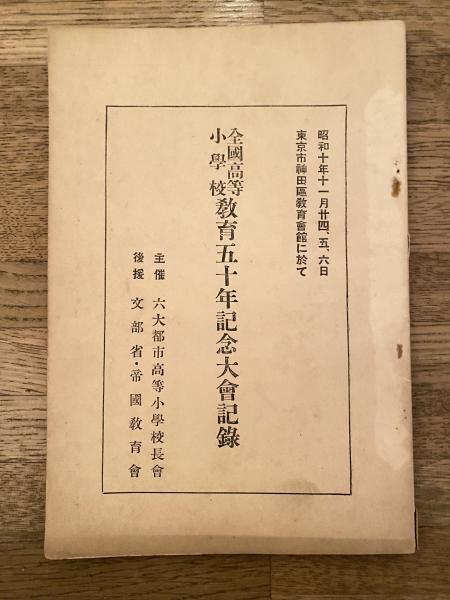 昭和十年十一月廿四、五、六日
東京市神田區教育會館に於て
全國高等小學校教育五十年記念大會記錄
主催 六大都市高等小學校長會
後援 文部省・帝國教育會